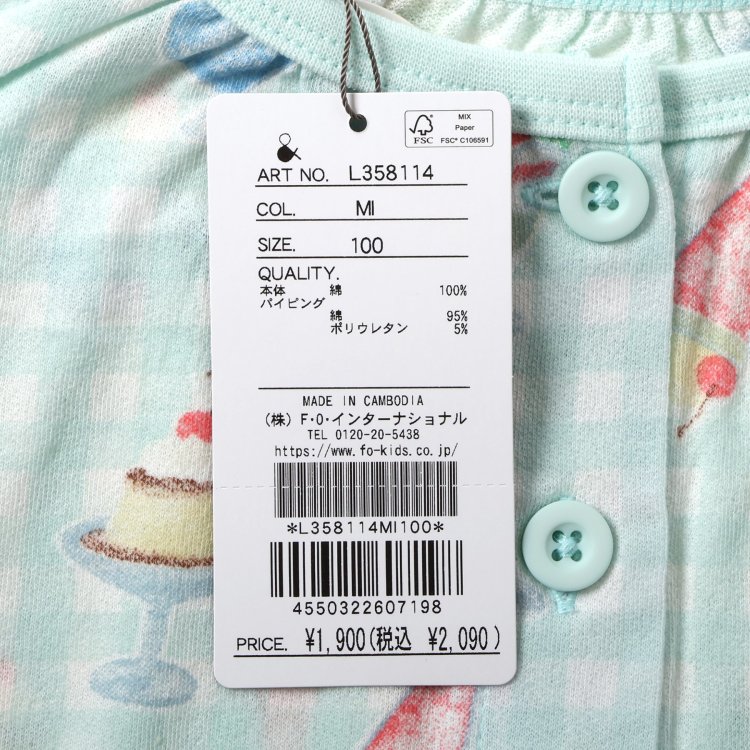 MIX
Paper
FSC
FSC® C106591
&
ART NO. L358114
COL. MI
SIZE. 100
QUALITY.
本体 綿 100%
パイピング
綿 95%
ポリウレタン 5%
MADE IN CAMBODIA
(株) F・O・インターナショナル
TEL 0120-20-5438
https://www.fo-kids.co.jp/
*L358114MI100*
4550322607198
PRICE. ¥1,900(税込 ¥2,090)